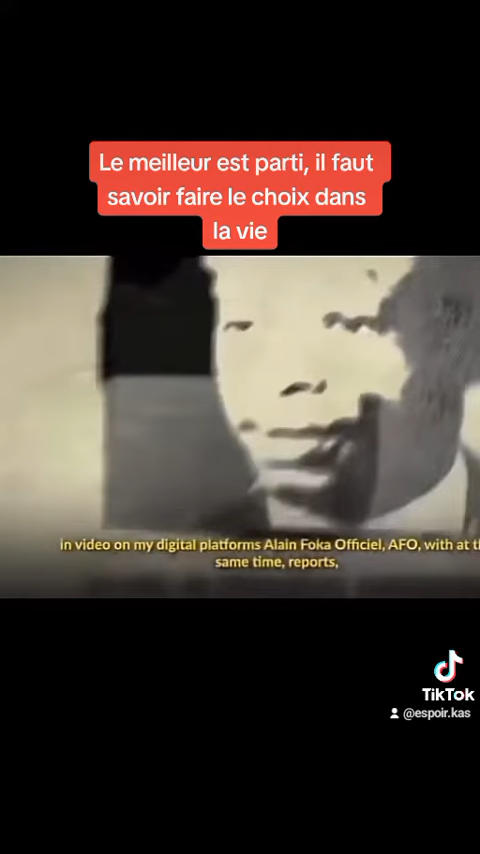 Le meilleur est parti, il faut
savoir faire le choix dans
la vie
in video on my digital platforms Alain Foka Officiel, AFO, with at
same time, reports,
TikTok
@espoir.kas